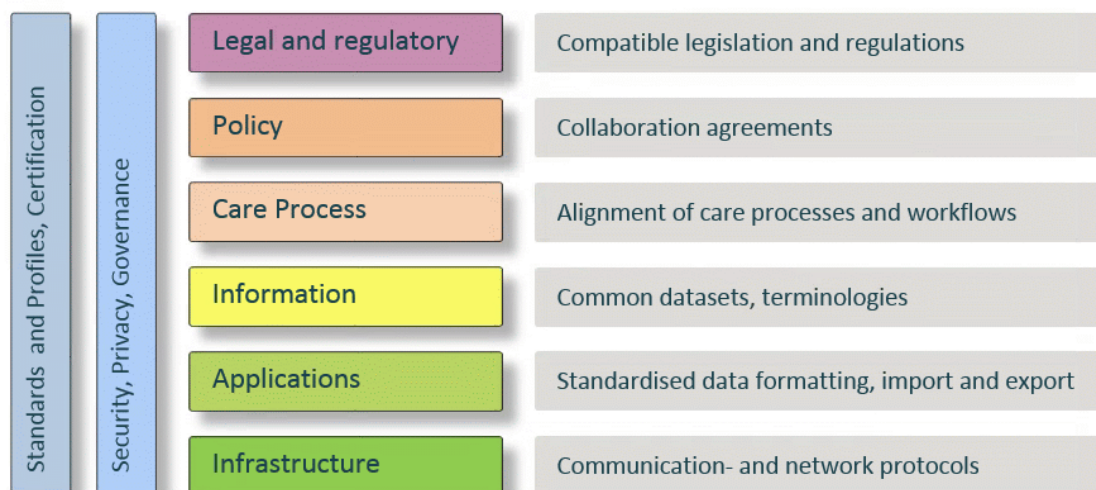 Standards and Profiles, Certification
Security, Privacy, Governance
Legal and regulatory
Compatible legislation and regulations
Policy
Collaboration agreements
Care Process
Alignment of care processes and workflows
Information
Common datasets, terminologies
Applications
Standardised data formatting, import and export
Infrastructure
Communication- and network protocols